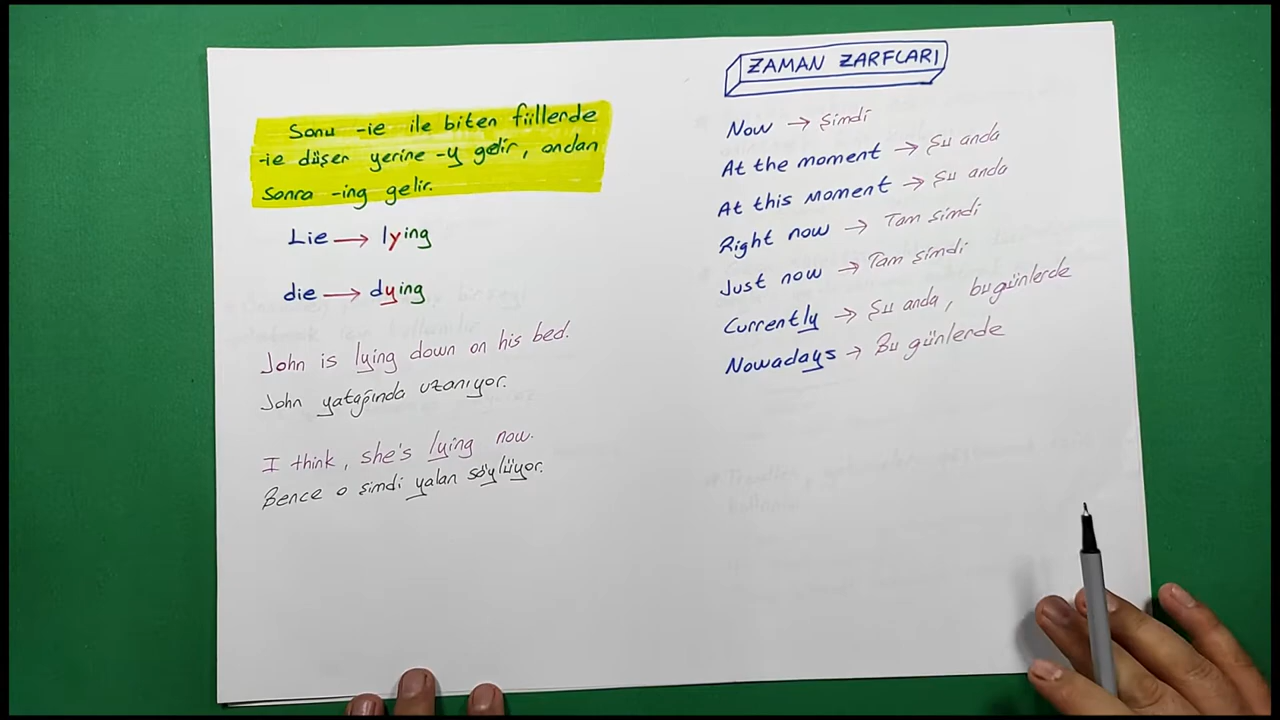 Sonu -ie ile biten fiillerde
-ie düşer yerine -y gelir, ondan
sonra -ing gelir.
Lie → lying
die → dying
John is lying down on his bed.
John yatağında uzanıyor.
I think, she's lying now.
Bence o şimdi yalan söylüyor.
ZAMAN ZARFLARI
Now → Şimdi
At the moment → Şu anda
At this moment → Şu anda
Right now → Tam şimdi
Just now → Tam şimdi
Currently → Şu anda, bugünlerde
Nowadays → Bu günlerde